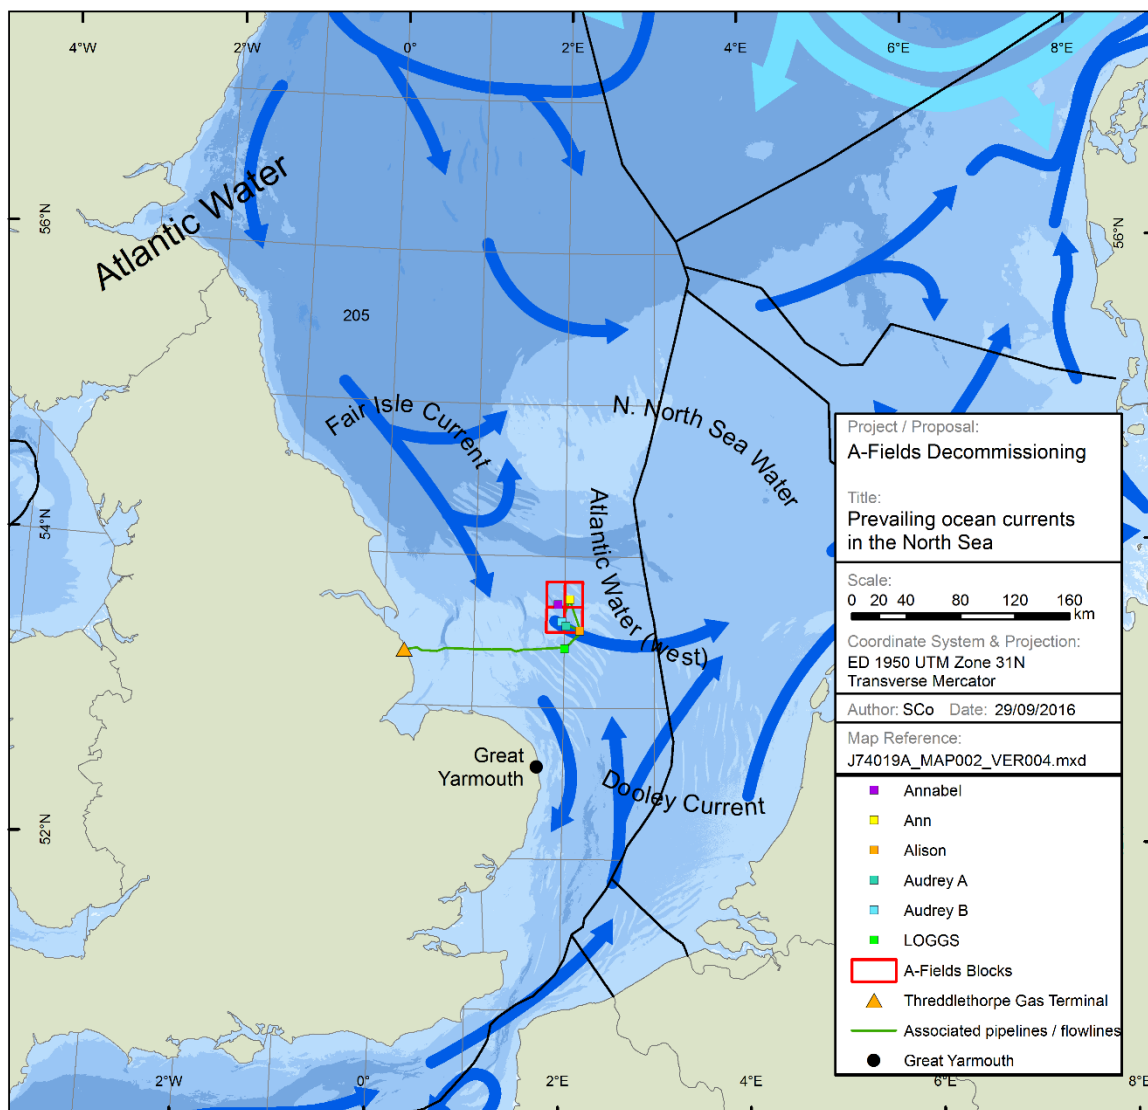 4°W
2°W
0°
2°E
4°E
6°E
8°E
56°N
56°N
Atlantic Water
205
Fair Isle Current
N. North Sea Water
54°N
Atlantic Water (west)
Great
Yarmouth
Dooley Current
52°N
2°W
0°
2°E
4°E
6°E
8°E
Project / Proposal:
A-Fields Decommissioning
Title:
Prevailing ocean currents
in the North Sea
Scale:
0 20 40 80 120 160
km
Coordinate System & Projection:
ED 1950 UTM Zone 31N
Transverse Mercator
Author: SCo Date: 29/09/2016
Map Reference:
J74019A_MAP002_VER004.mxd
Annabel
Ann
Alison
Audrey A
Audrey B
LOGGS
A-Fields Blocks
Threddlethorpe Gas Terminal
Associated pipelines / flowlines
Great Yarmouth